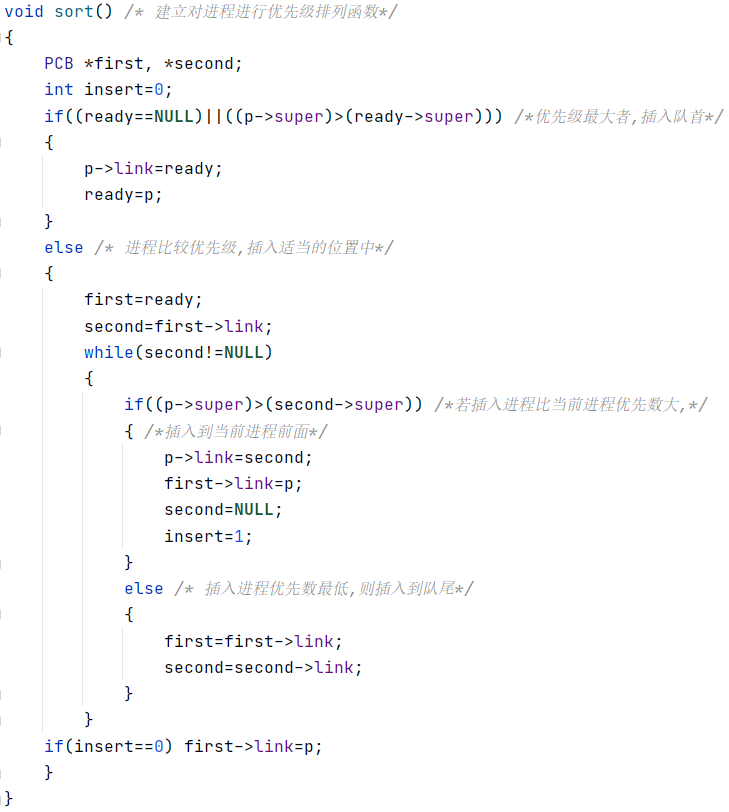 void sort() /* 建立对进程进行优先级排列函数*/
{
    PCB *first, *second;
    int insert=0;
    if((ready==NULL)||((p->super)>(ready->super))) /*优先级最大者,插入队首*/
    {
        p->link=ready;
        ready=p;
    }
    else /* 进程比较优先级,插入适当的位置中*/
    {
        first=ready;
        second=first->link;
        while(second!=NULL)
        {
            if((p->super)>(second->super)) /*若插入进程比当前进程优先数大,*/
            { /*插入到当前进程前面*/
                p->link=second;
                first->link=p;
                second=NULL;
                insert=1;
            }
            else /* 插入进程优先数最低,则插入到队尾*/
            {
                first=first->link;
                second=second->link;
            }
        }
    if(insert==0) first->link=p;
    }
}